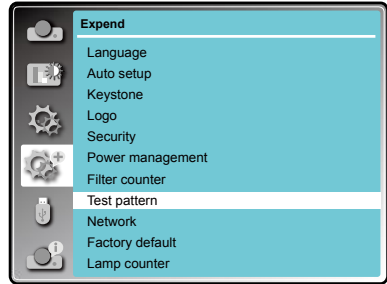 Expend
Language
Auto setup
Keystone
Logo
Security
Power management
Filter counter
Test pattern
Network
Factory default
Lamp counter